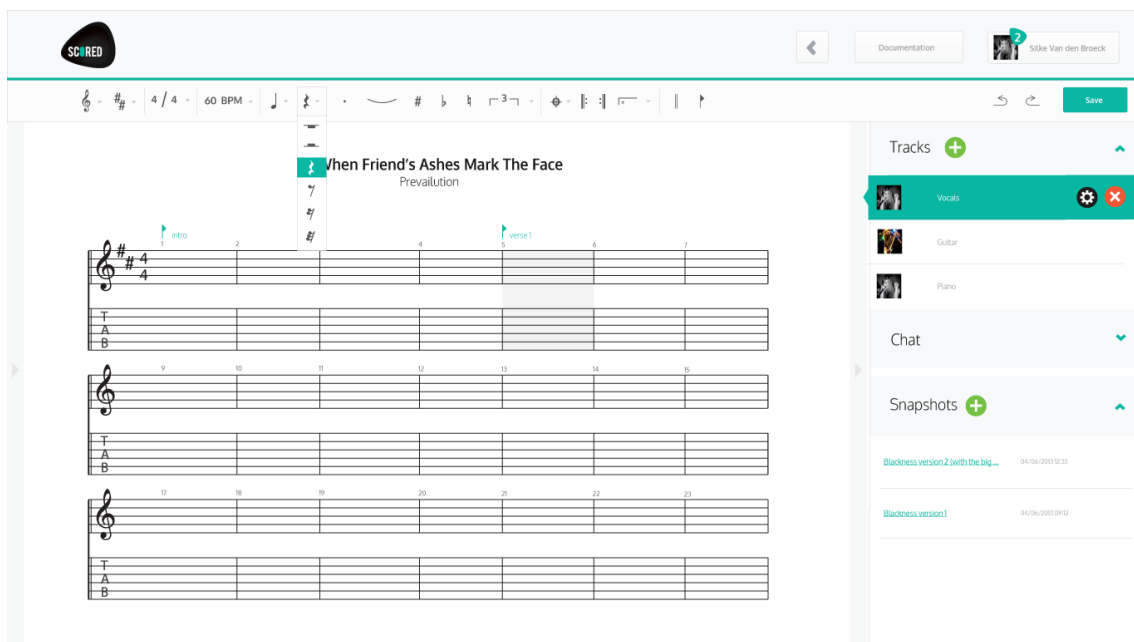 SCORED
Documentation
2
Silke Van den Broeck
4 / 4
60 BPM
3
Save
When Friend's Ashes Mark The Face
Prevailution
Tracks
Vocals
Guitar
Piano
Chat
Snapshots
Blackness version 2 (with the big ...
04/06/2013 12:33
Blackness version 1
04/06/2013 09:12
intro
verse 1
1 2 4 5 6 7
4
4
T
A
B
9 10 11 12 13 14 15
T
A
B
17 18 19 20 21 22 23
T
A
B